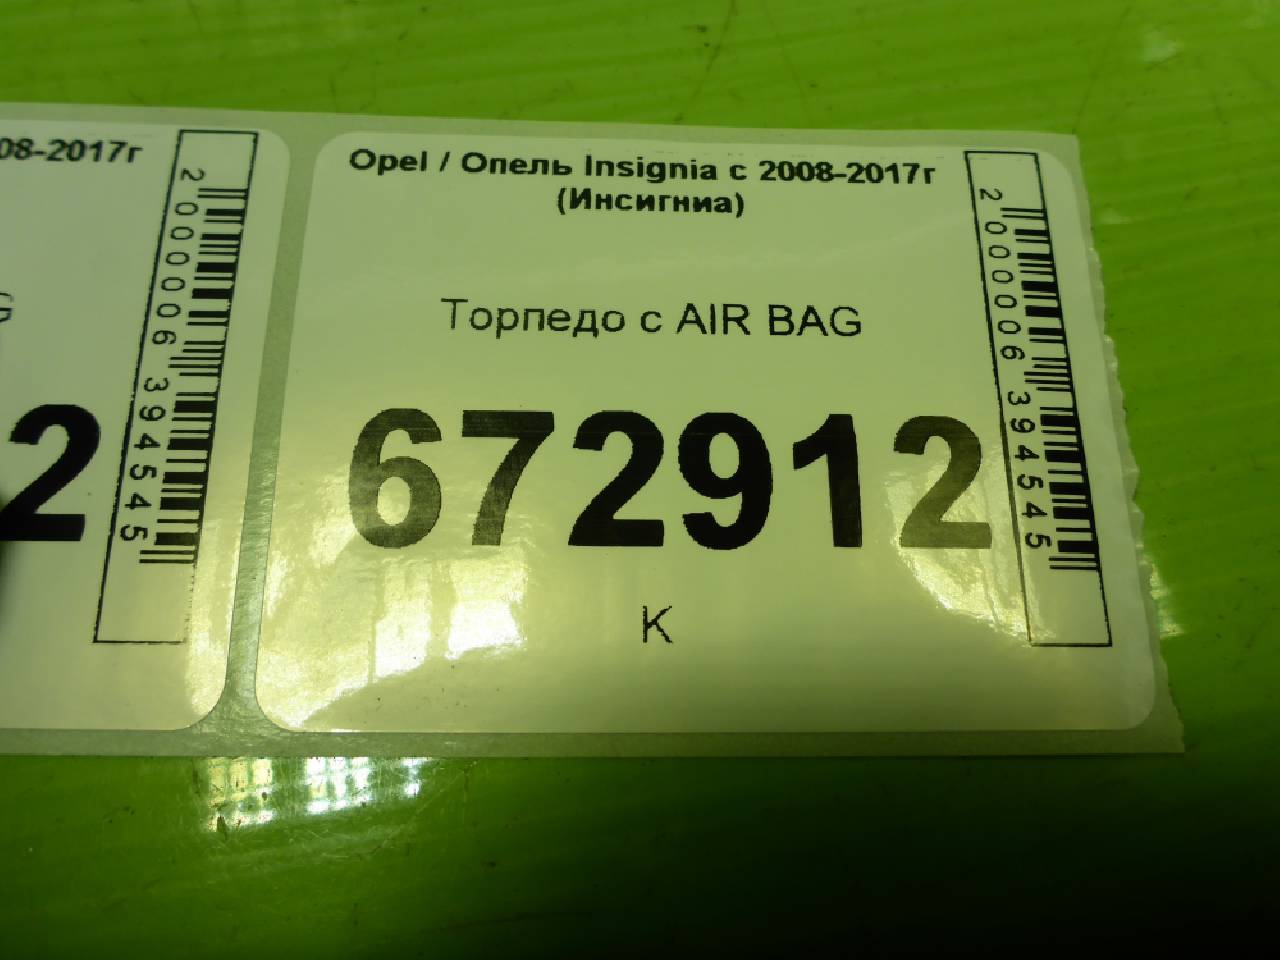 08-2017г
2
2000006394545
Opel / Опель Insignia с 2008-2017г
(Инсигниа)
Торпедо с AIR BAG
672912
К
2000006394545